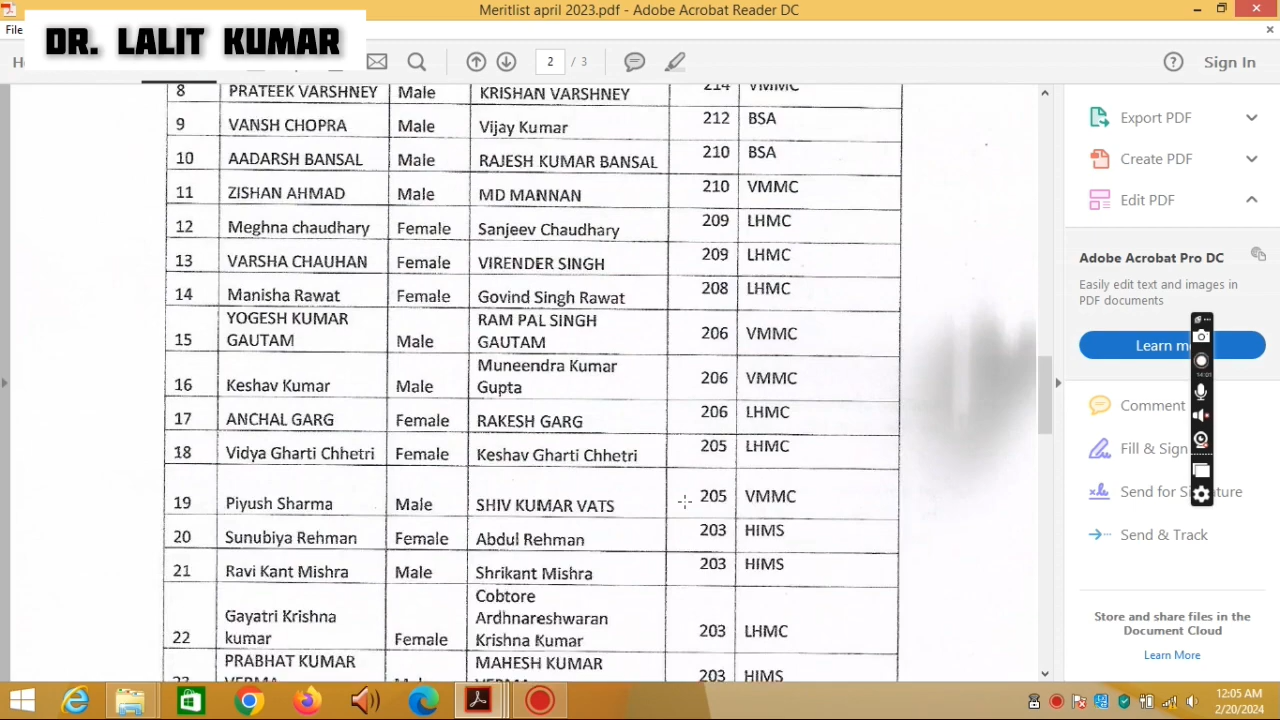 Meritlist april 2023.pdf - Adobe Acrobat Reader DC
DR. LALIT KUMAR
File
2 / 3
Sign In
8 PRATEEK VARSHNEY Male KRISHAN VARSHNEY 214 VMMC
9 VANSH CHOPRA Male Vijay Kumar 212 BSA
10 AADARSH BANSAL Male RAJESH KUMAR BANSAL 210 BSA
11 ZISHAN AHMAD Male MD MANNAN 210 VMMC
12 Meghna chaudhary Female Sanjeev Chaudhary 209 LHMC
13 VARSHA CHAUHAN Female VIRENDER SINGH 209 LHMC
14 Manisha Rawat Female Govind Singh Rawat 208 LHMC
YOGESH KUMAR RAM PAL SINGH
15 GAUTAM Male GAUTAM 206 VMMC
Muneendra Kumar
16 Keshav Kumar Male Gupta 206 VMMC
17 ANCHAL GARG Female RAKESH GARG 206 LHMC
18 Vidya Gharti Chhetri Female Keshav Gharti Chhetri 205 LHMC
19 Piyush Sharma Male SHIV KUMAR VATS 205 VMMC
20 Sunubiya Rehman Female Abdul Rehman 203 HIMS
21 Ravi Kant Mishra Male Shrikant Mishra 203 HIMS
Cobtore
Gayatri Krishna Ardhnareshwaran
22 kumar Female Krishna Kumar 203 LHMC
PRABHAT KUMAR MAHESH KUMAR
203 HIMS
Export PDF
Create PDF
Edit PDF
Adobe Acrobat Pro DC
Easily edit text and images in
PDF documents
Learn
14:01
Comment
Fill & Sign
Send for Signature
Send & Track
Store and share files in the
Document Cloud
Learn More
12:05 AM
2/20/2024